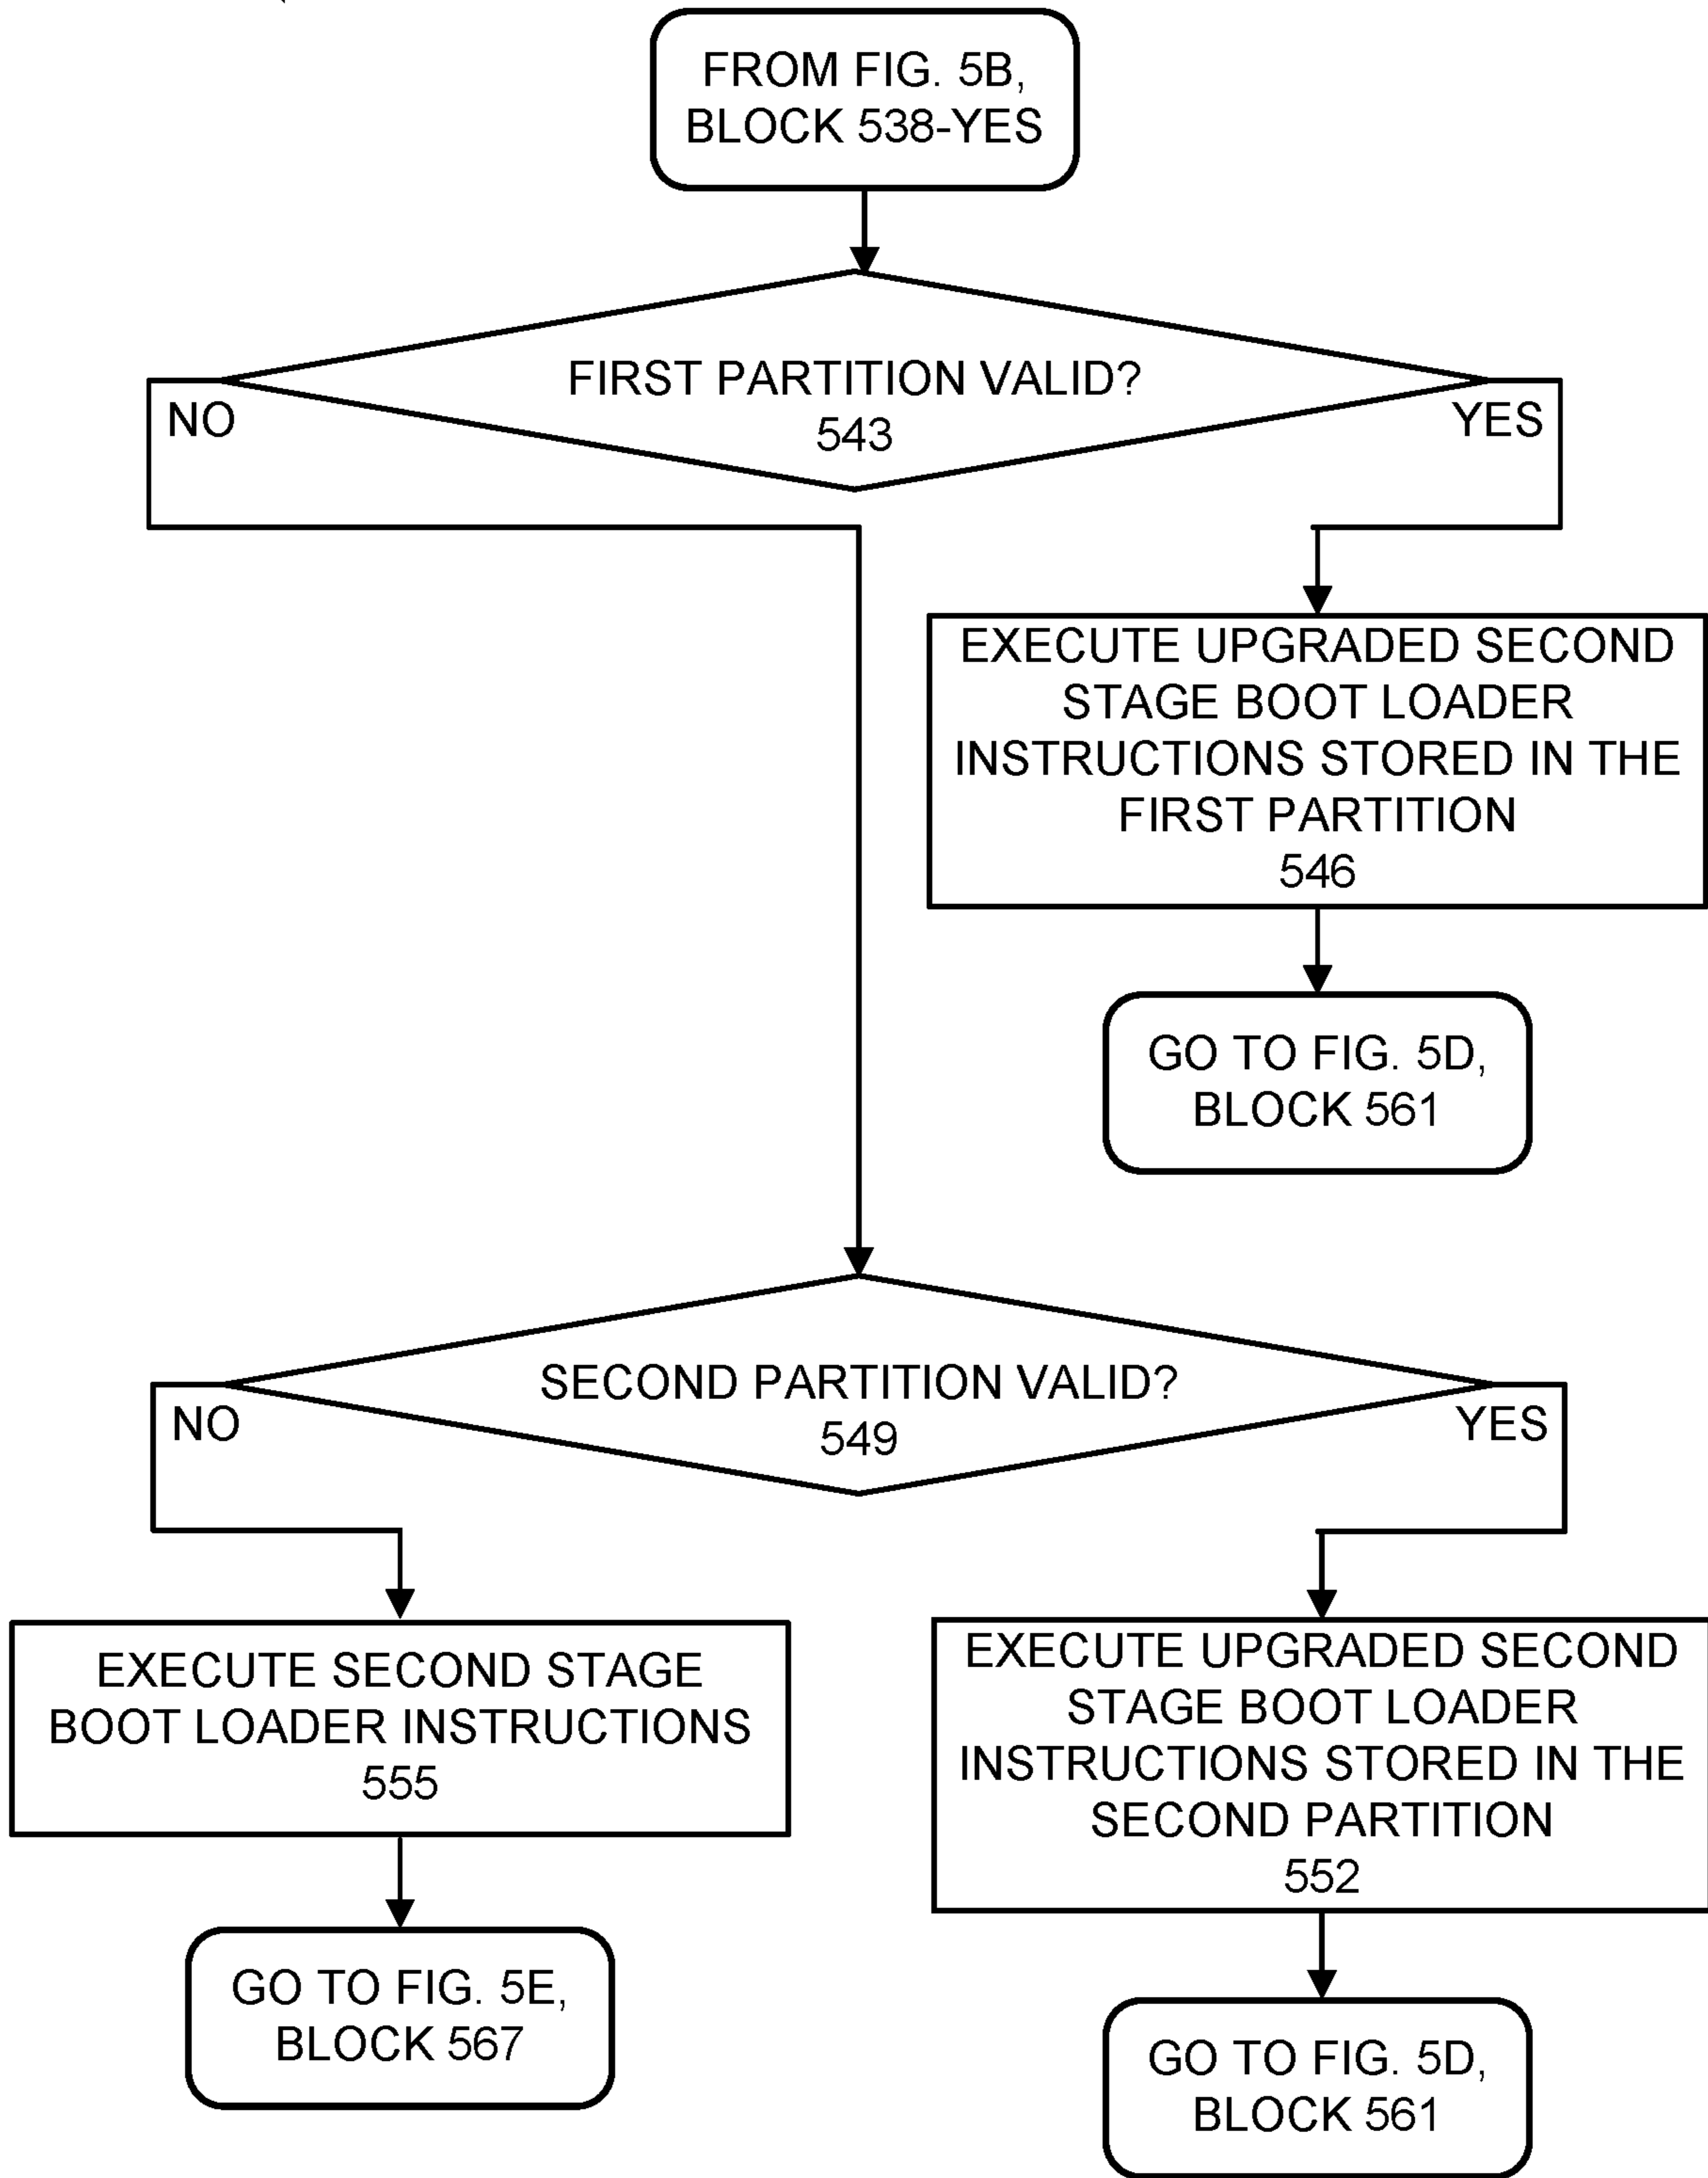 FROM FIG. 5B,
BLOCK 538-YES
FIRST PARTITION VALID?
543
NO
YES
EXECUTE UPGRADED SECOND
STAGE BOOT LOADER
INSTRUCTIONS STORED IN THE
FIRST PARTITION
546
GO TO FIG. 5D,
BLOCK 561
SECOND PARTITION VALID?
549
NO
YES
EXECUTE SECOND STAGE
BOOT LOADER INSTRUCTIONS
555
EXECUTE UPGRADED SECOND
STAGE BOOT LOADER
INSTRUCTIONS STORED IN THE
SECOND PARTITION
552
GO TO FIG. 5E,
BLOCK 567
GO TO FIG. 5D,
BLOCK 561